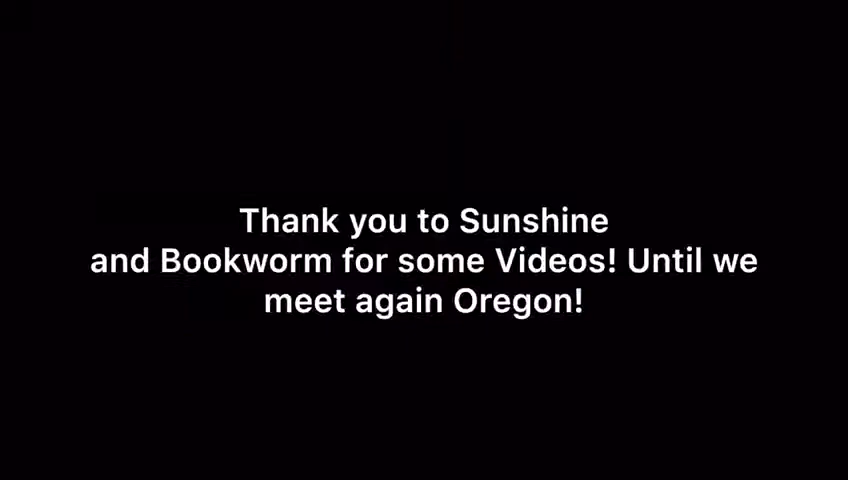 Thank you to Sunshine
and Bookworm for some Videos! Until we
meet again Oregon!